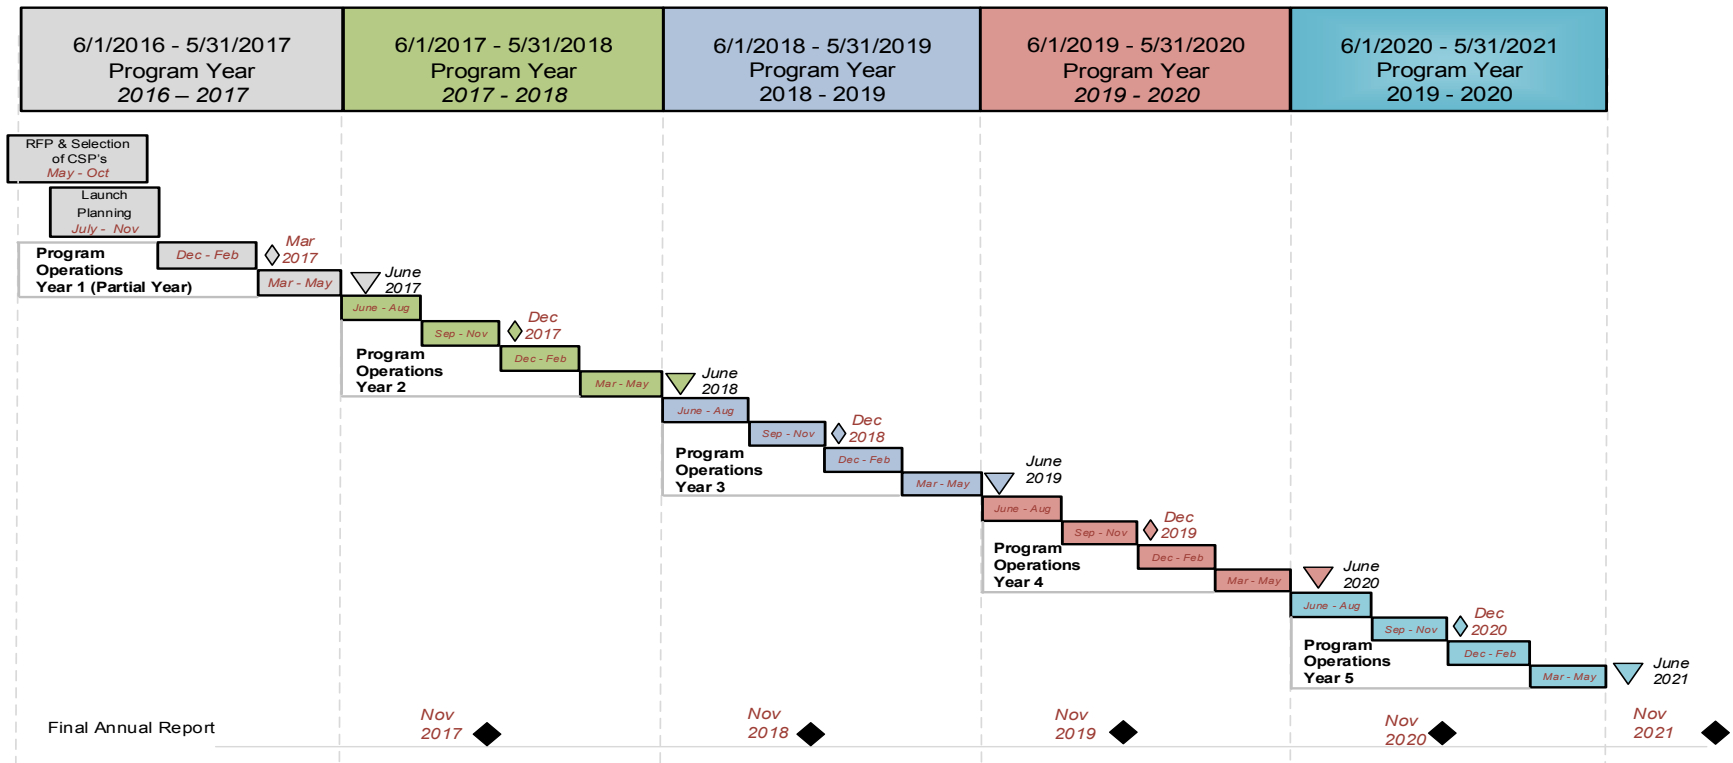 6/1/2016 - 5/31/2017
Program Year
2016 – 2017
6/1/2017 - 5/31/2018
Program Year
2017 - 2018
6/1/2018 - 5/31/2019
Program Year
2018 - 2019
6/1/2019 - 5/31/2020
Program Year
2019 - 2020
6/1/2020 - 5/31/2021
Program Year
2019 - 2020
RFP & Selection
of CSP's
May - Oct
Launch
Planning
July - Nov
Program
Operations
Year 1 (Partial Year)
Dec - Feb
Mar
2017
Mar - May
June
2017
June - Aug
Sep - Nov
Dec
2017
Program
Operations
Year 2
Dec - Feb
Mar - May
June
2018
June - Aug
Sep - Nov
Dec
2018
Program
Operations
Year 3
Dec - Feb
Mar - May
June
2019
June - Aug
Sep - Nov
Dec
2019
Program
Operations
Year 4
Dec - Feb
Mar - May
June
2020
June - Aug
Sep - Nov
Dec
2020
Program
Operations
Year 5
Dec - Feb
Mar - May
June
2021
Final Annual Report
Nov
2017
Nov
2018
Nov
2019
Nov
2020
Nov
2021